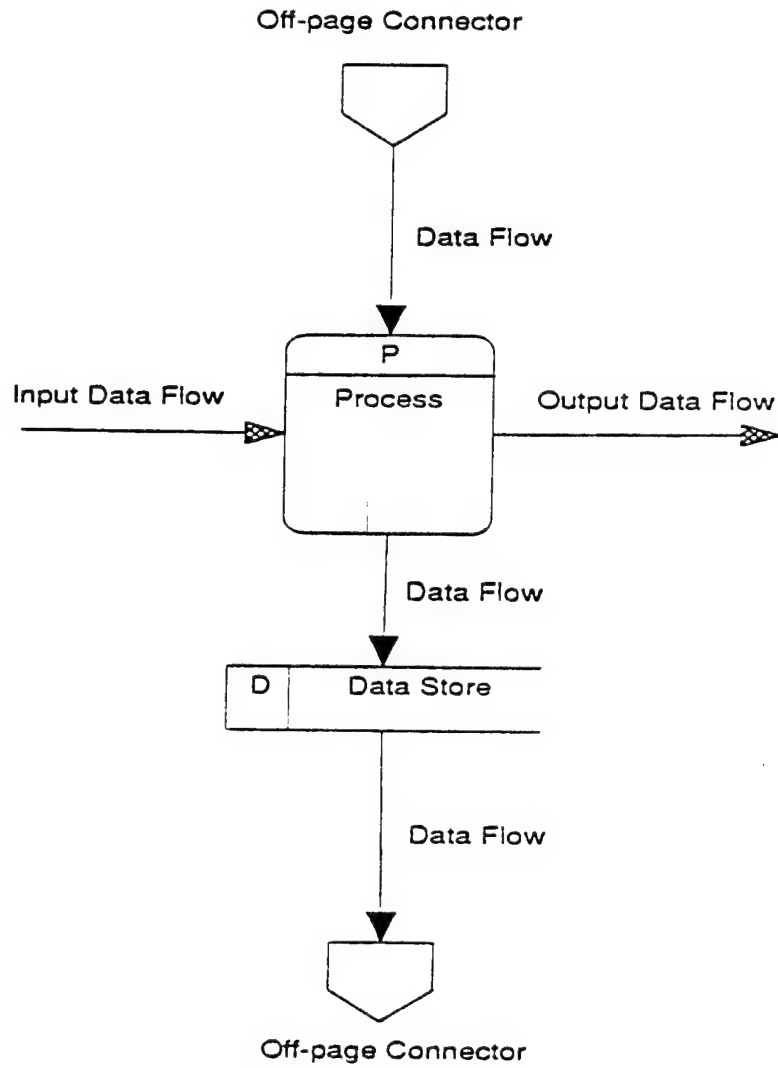 Off-page Connector
Data Flow
P
Input Data Flow
Process
Output Data Flow
Data Flow
D
Data Store
Data Flow
Off-page Connector